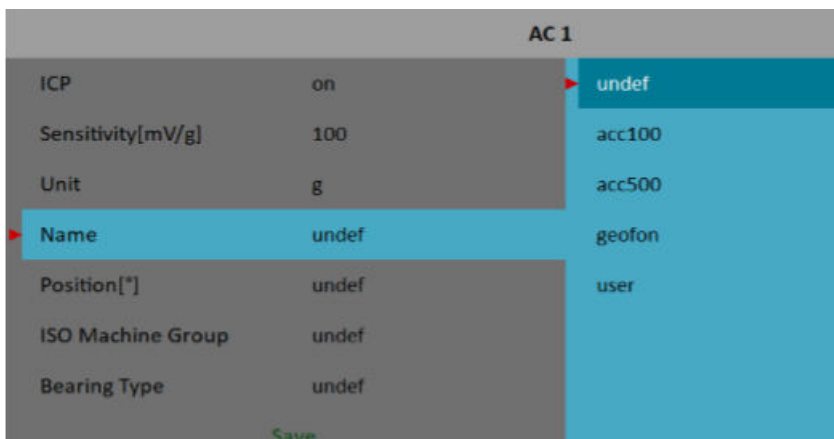 AC 1
ICP on
Sensitivity[mV/g] 100
Unit g
Name undef
Position[°] undef
ISO Machine Group undef
Bearing Type undef
Save
undef
acc100
acc500
geofon
user